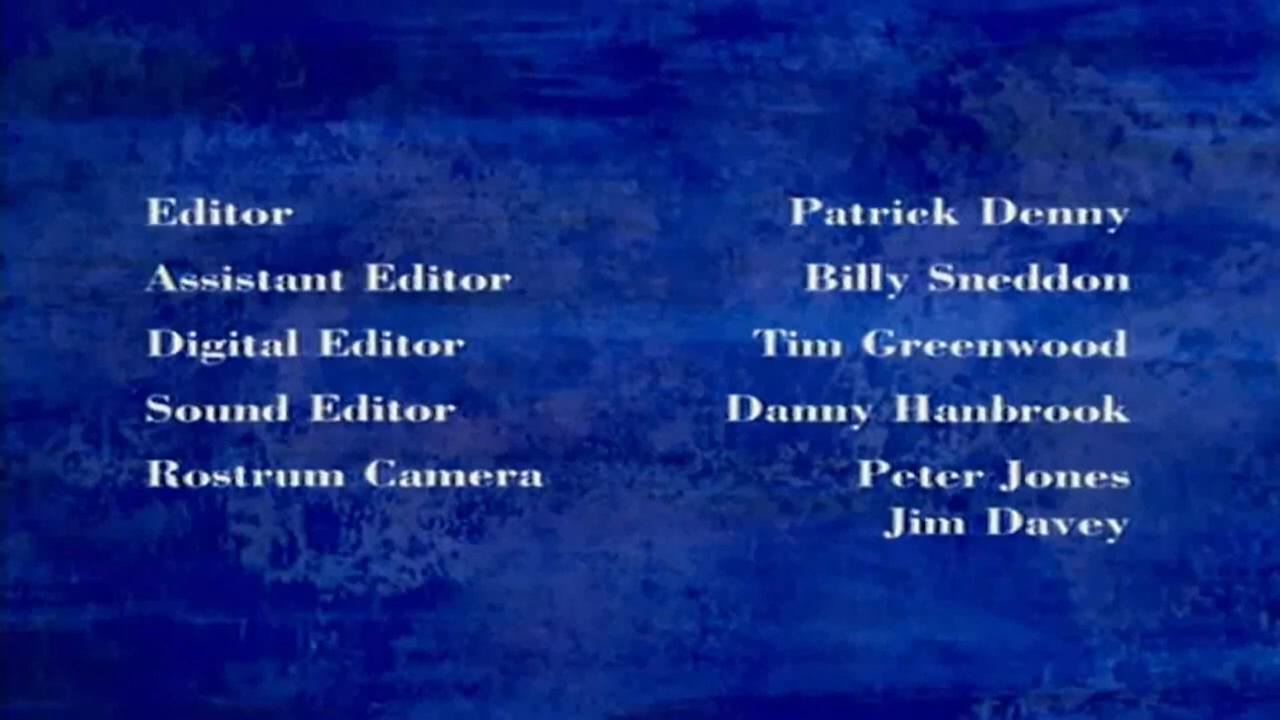 Editor Patrick Denny
Assistant Editor Billy Sneddon
Digital Editor Tim Greenwood
Sound Editor Danny Hanbrook
Rostrum Camera Peter Jones
Jim Davey